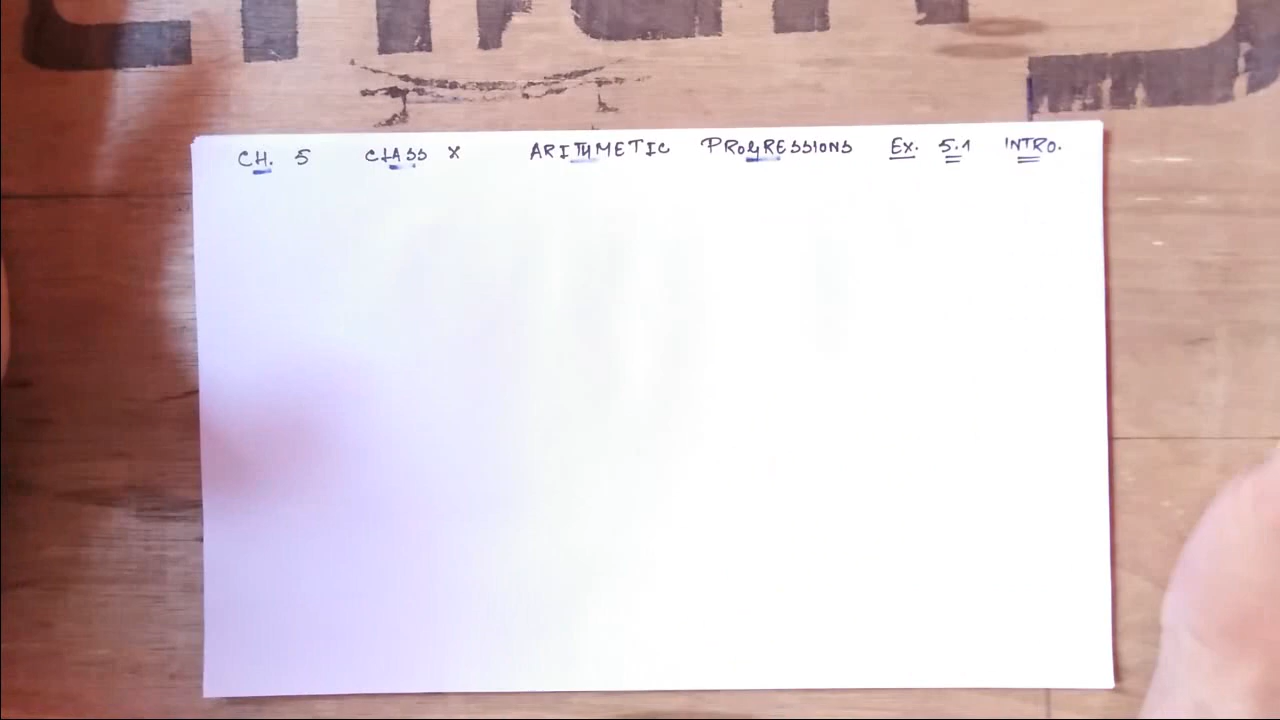 CH. 5 CLASS X ARITHMETIC PROGRESSIONS Ex. 5.1 INTRO.